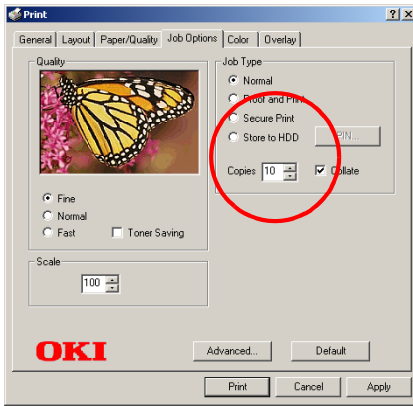 Print
General Layout Paper/Quality Job Options Color Overlay
Quality
Job Type
Normal
Proof and Print
Secure Print
Store to HDD
PIN...
Copies 10 Collate
Fine
Normal
Fast Toner Saving
Scale
100
OKI
Advanced... Default
Print Cancel Apply